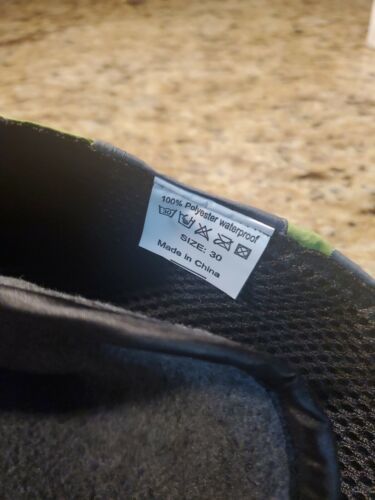 100% Polyester waterproof
SIZE: 30
Made in China